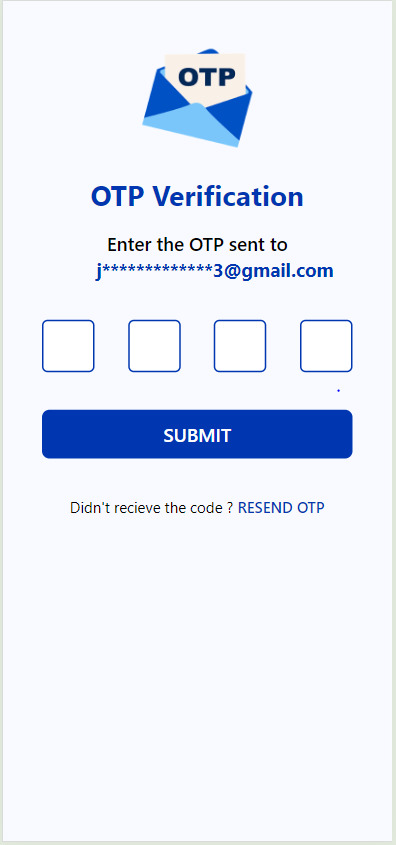 OTP
OTP Verification
Enter the OTP sent to
j*************3@gmail.com
SUBMIT
Didn't recieve the code ? RESEND OTP